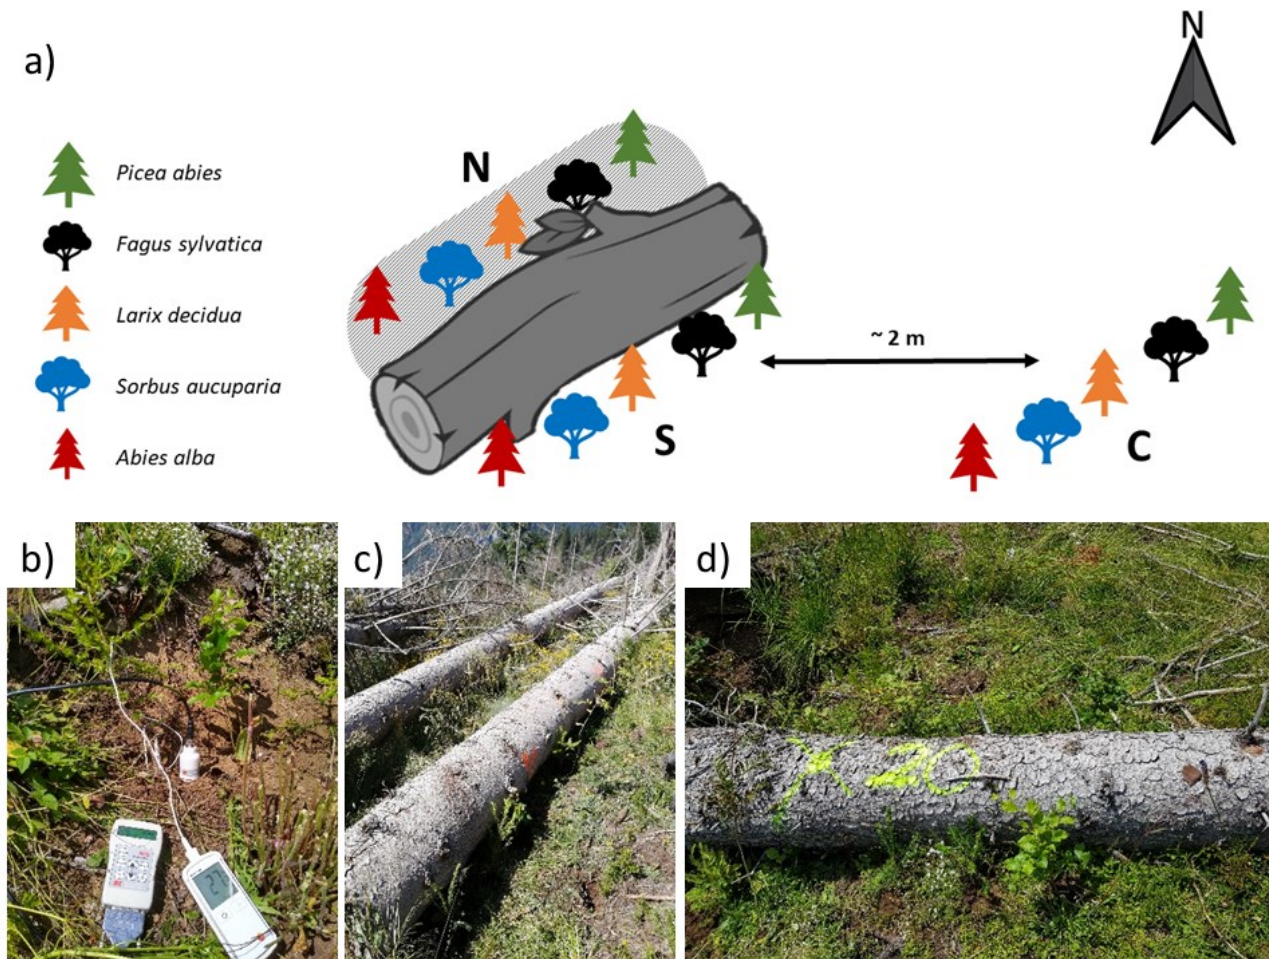 a)
N
Picea abies
N
Fagus sylvatica
Larix decidua
~ 2 m
Sorbus aucuparia
S
C
Abies alba
b)
c)
d)
X 20